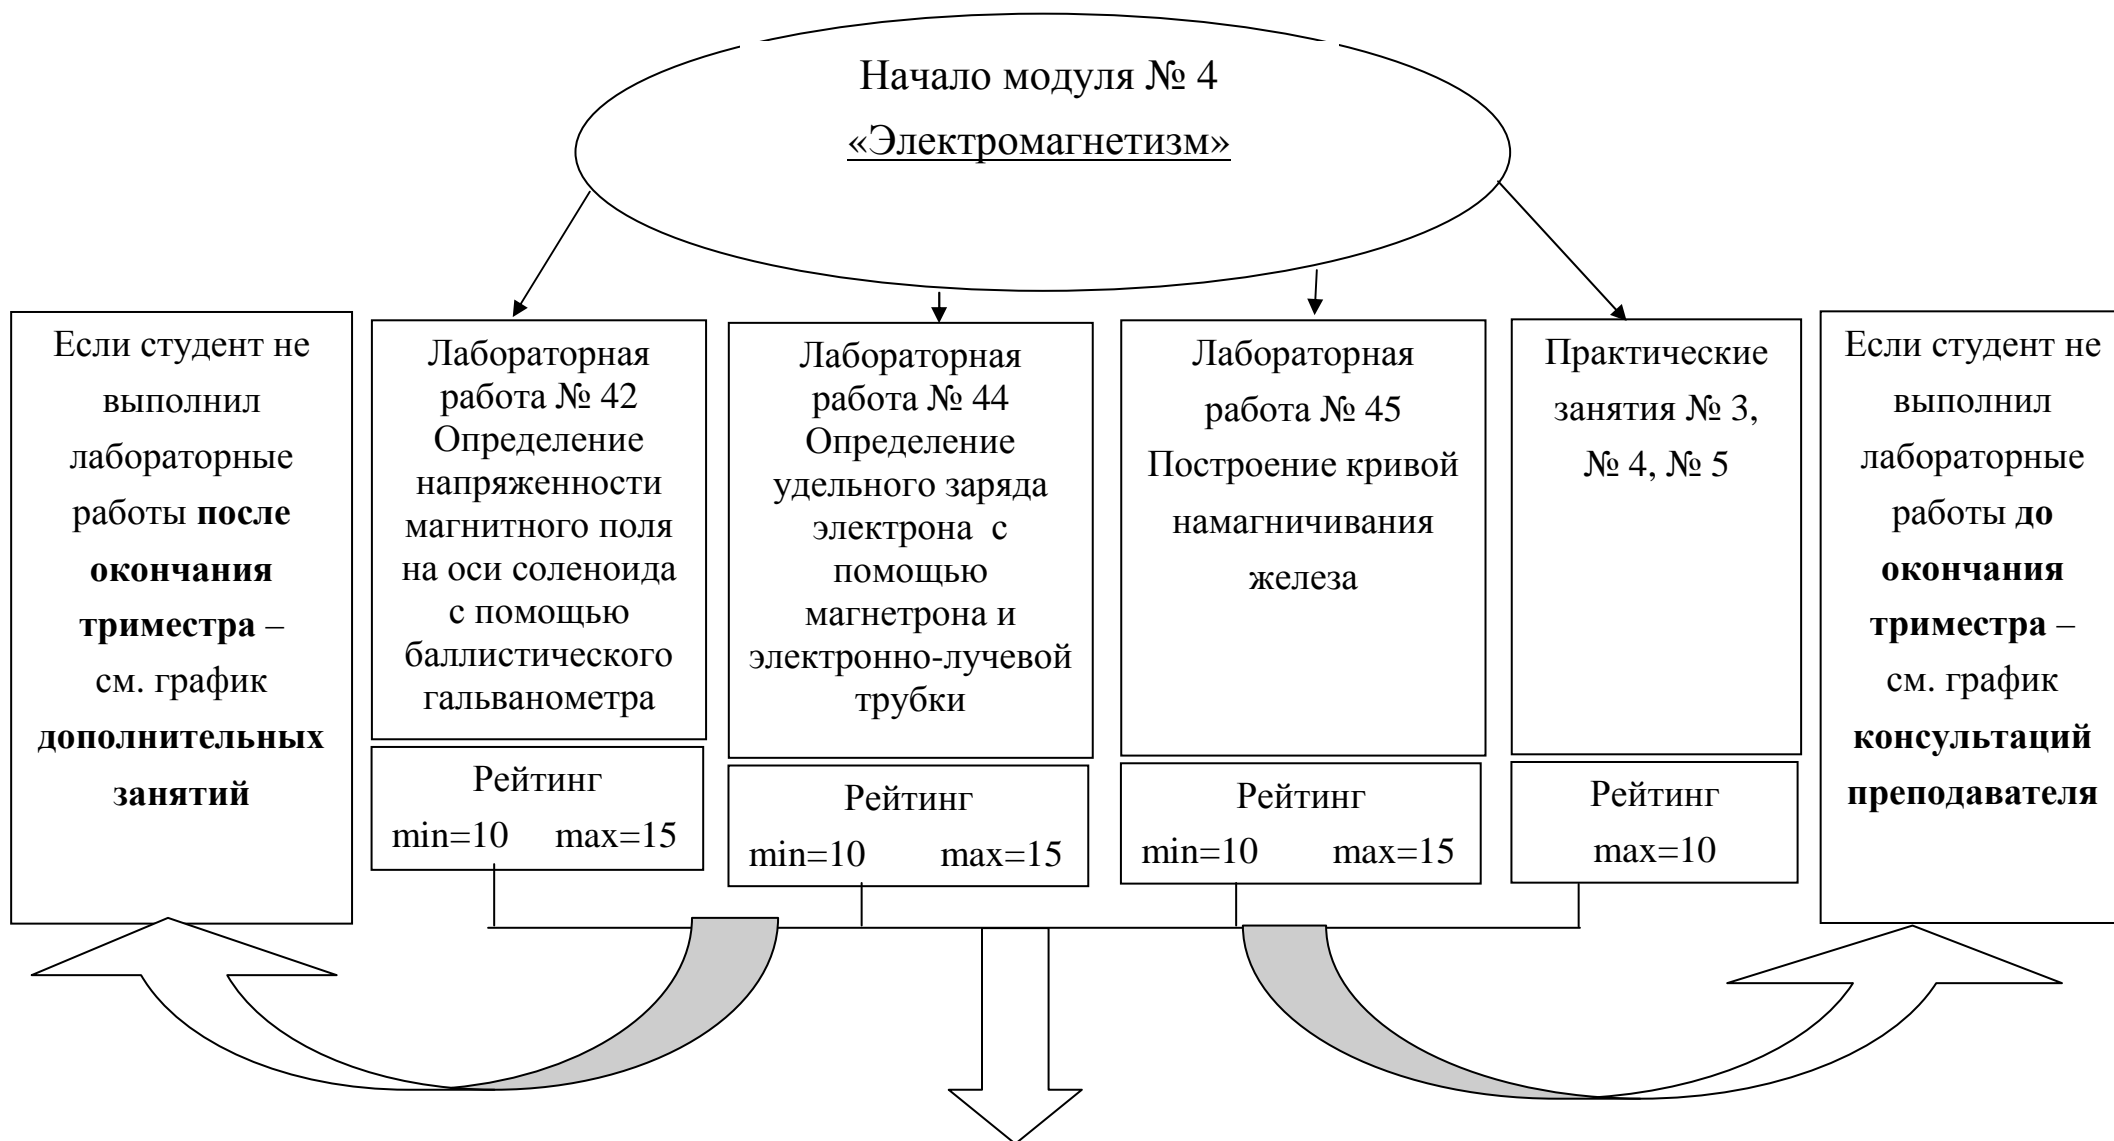 Начало модуля № 4
«Электромагнетизм»
Если студент не
выполнил
лабораторные
работы после
окончания
триместра –
см. график
дополнительных
занятий
Лабораторная
работа № 42
Определение
напряженности
магнитного поля
на оси соленоида
с помощью
баллистического
гальванометра
Рейтинг
min=10 max=15
Лабораторная
работа № 44
Определение
удельного заряда
электрона с
помощью
магнетрона и
электронно-лучевой
трубки
Рейтинг
min=10 max=15
Лабораторная
работа № 45
Построение кривой
намагничивания
железа
Рейтинг
min=10 max=15
Практические
занятия № 3,
№ 4, № 5
Рейтинг
max=10
Если студент не
выполнил
лабораторные
работы до
окончания
триместра –
см. график
консультаций
преподавателя